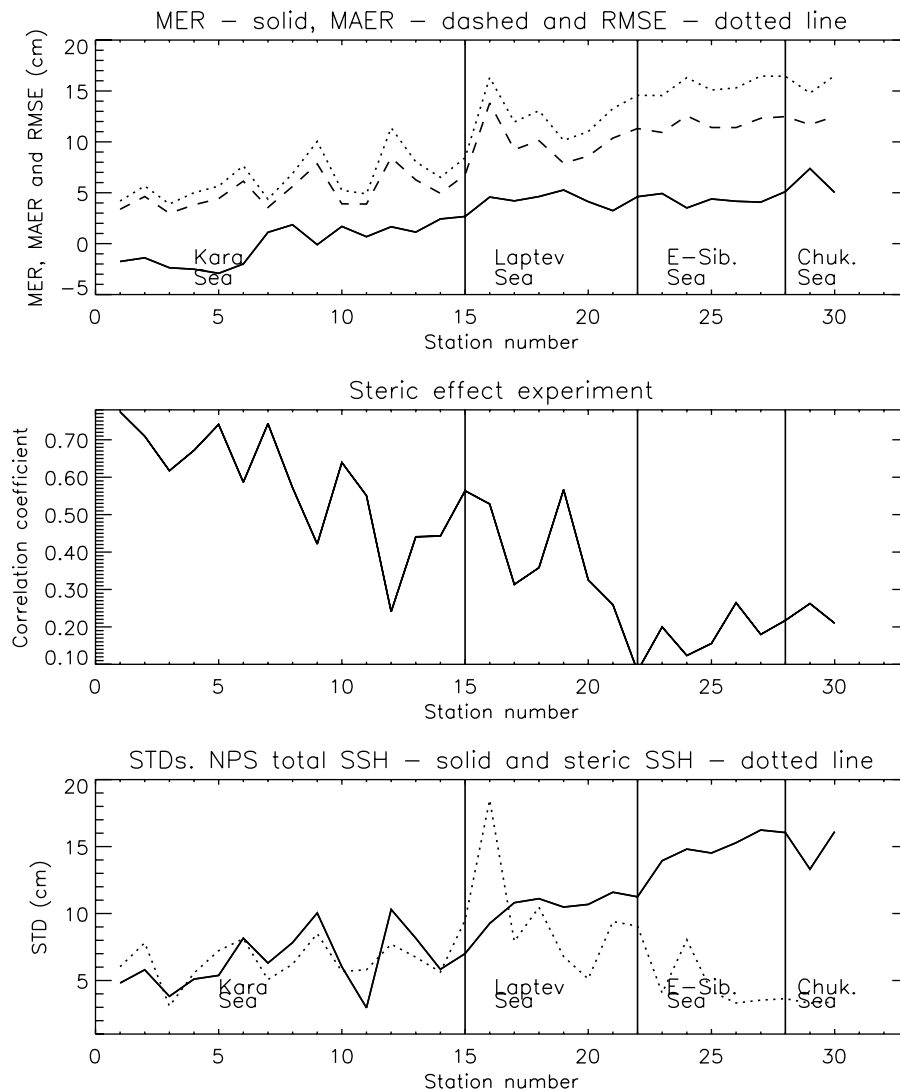 MER − solid, MAER − dashed and RMSE − dotted line
MER, MAER and RMSE (cm)
20
15
10
5
0
−5
Kara
Sea
Laptev
Sea
E−Sib.
Sea
Chuk.
Sea
0 5 10 15 20 25 30
Station number
Steric effect experiment
Correlation coefficient
0.70
0.60
0.50
0.40
0.30
0.20
0.10
0 5 10 15 20 25 30
Station number
STDs. NPS total SSH − solid and steric SSH − dotted line
STD (cm)
20
15
10
5
Kara
Sea
Laptev
Sea
E−Sib.
Sea
Chuk.
Sea
0 5 10 15 20 25 30
Station number